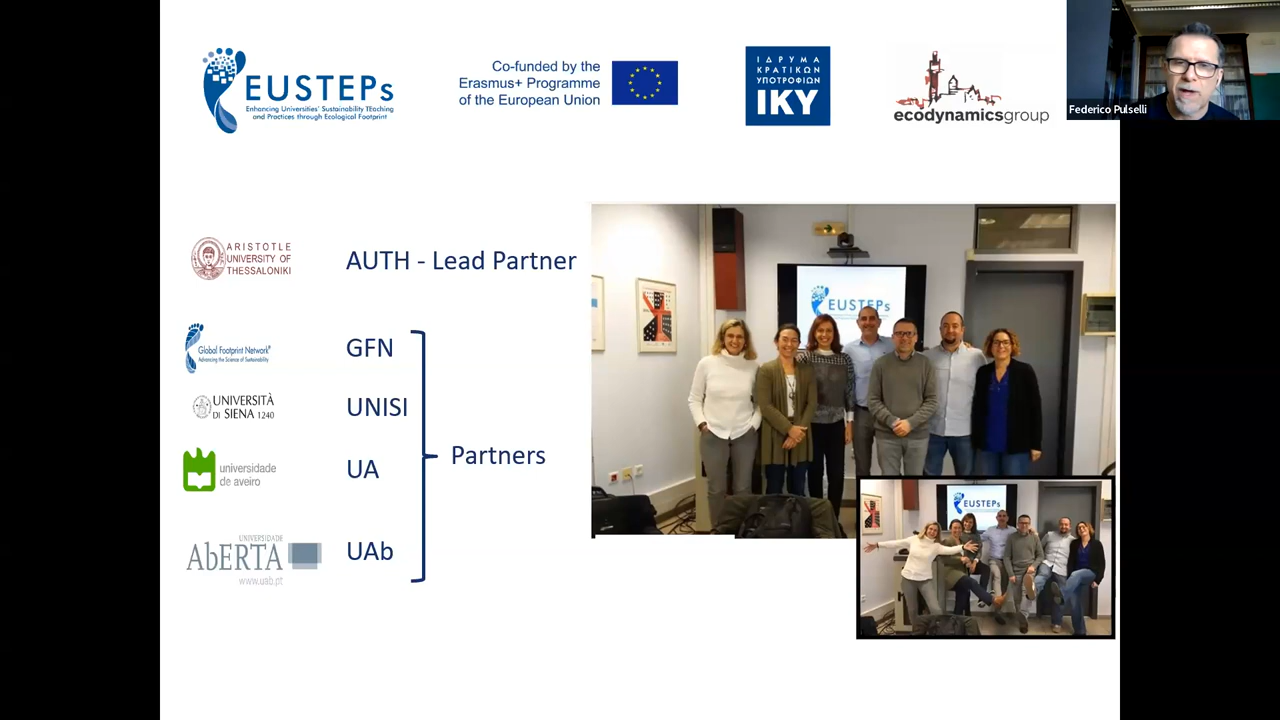 EUSTEPs
Enhancing Universities' Sustainability TEaching
and Practices through Ecological Footprint
Co-funded by the
Erasmus+ Programme
of the European Union
ΙΔΡΥΜΑ
ΚΡΑΤΙΚΩΝ
ΥΠΟΤΡΟΦΙΩΝ
IKY
ecodynamicsgroup
Federico Pulselli
ARISTOTLE
UNIVERSITY OF
THESSALONIKI
AUTH - Lead Partner
Global Footprint Network®
Advancing the Science of Sustainability
GFN
UNIVERSITÀ
DI SIENA 1240
UNISI
universidade
de aveiro
UA
Partners
UNIVERSIDADE
AbERTA
www.uab.pt
UAb
EUSTEPs
EUSTEPs